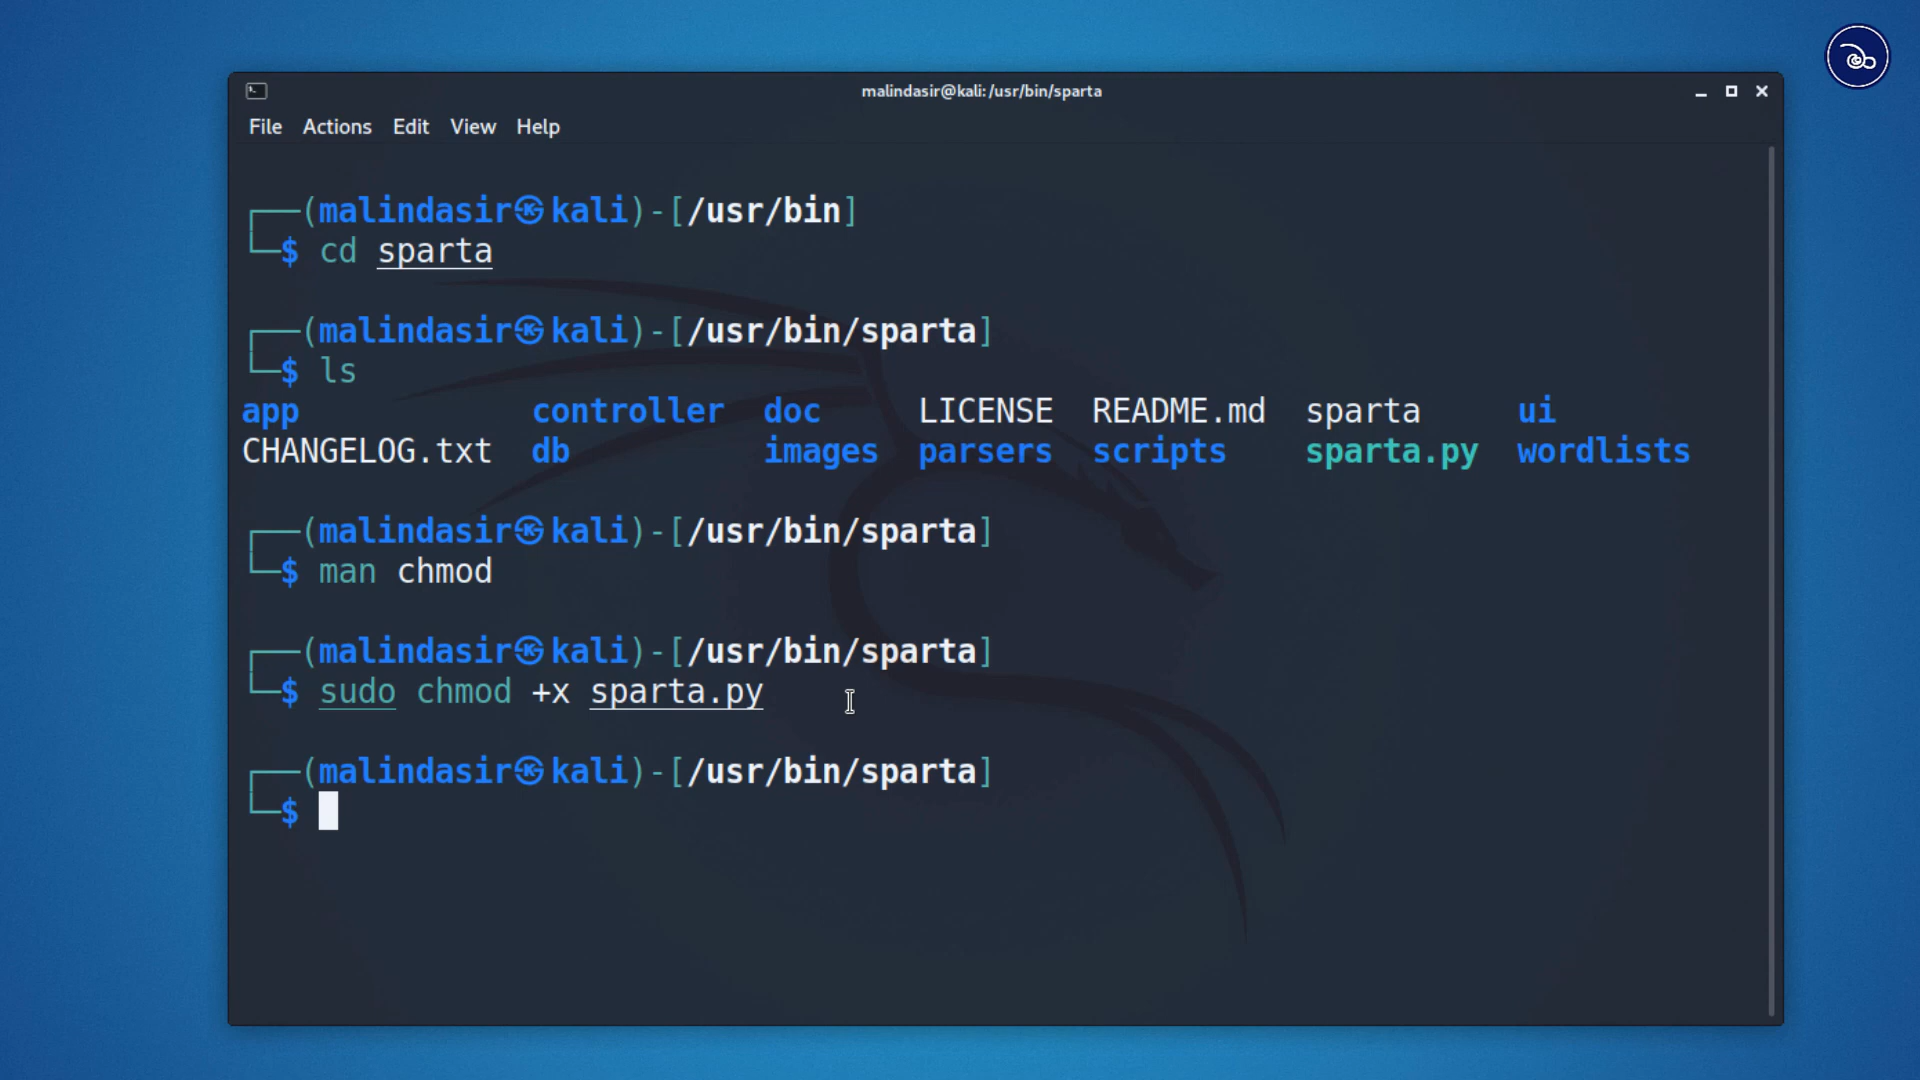 malindasir@kali:/usr/bin/sparta
File Actions Edit View Help
┌──(malindasir㉿kali)-[/usr/bin]
└─$ cd sparta
┌──(malindasir㉿kali)-[/usr/bin/sparta]
└─$ ls
app controller doc LICENSE README.md sparta ui
CHANGELOG.txt db images parsers scripts sparta.py wordlists
┌──(malindasir㉿kali)-[/usr/bin/sparta]
└─$ man chmod
┌──(malindasir㉿kali)-[/usr/bin/sparta]
└─$ sudo chmod +x sparta.py
┌──(malindasir㉿kali)-[/usr/bin/sparta]
└─$